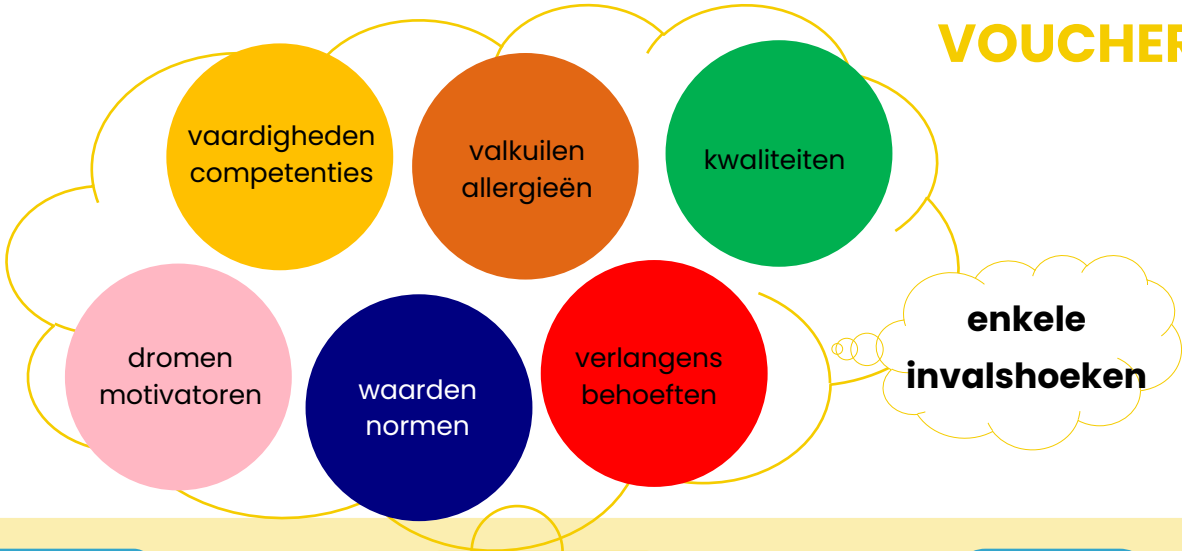 VOUCHER
vaardigheden
competenties
valkuilen
allergieën
kwaliteiten
dromen
motivatoren
waarden
normen
verlangens
behoeften
enkele
invalshoeken